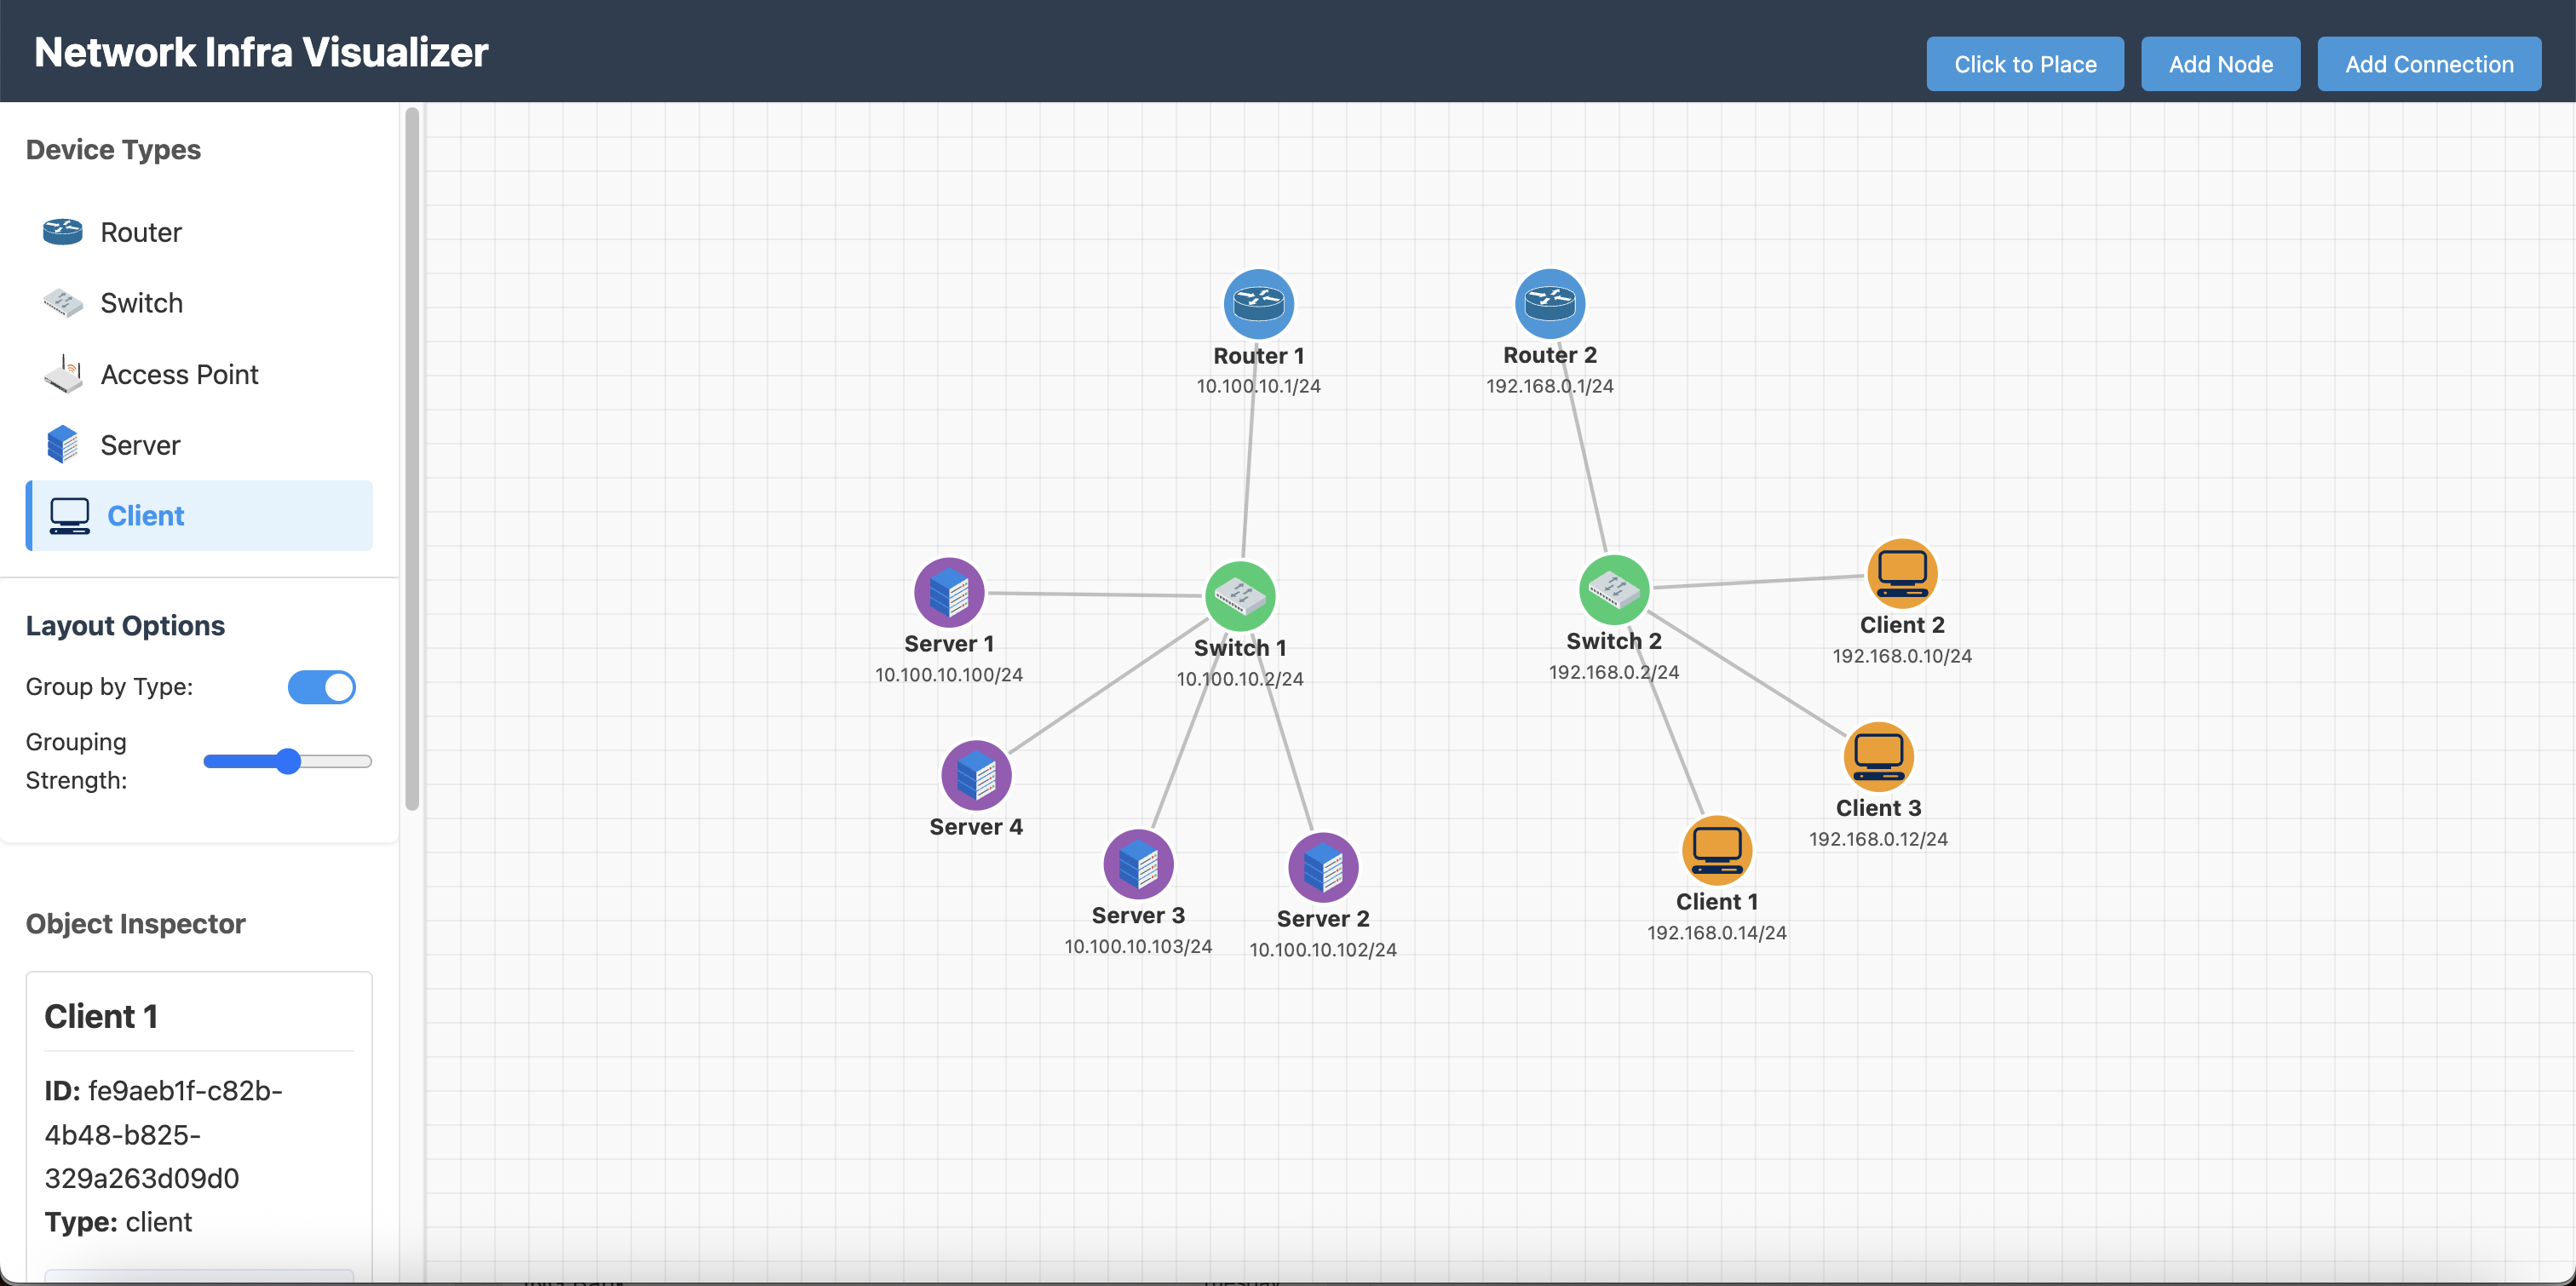 Network Infra Visualizer
Click to Place
Add Node
Add Connection
Device Types
Router
Switch
Access Point
Server
Client
Layout Options
Group by Type:
Grouping
Strength:
Object Inspector
Client 1
ID: fe9aeb1f-c82b-
4b48-b825-
329a263d09d0
Type: client
Router 1
10.100.10.1/24
Router 2
192.168.0.1/24
Server 1
10.100.10.100/24
Switch 1
10.100.10.2/24
Switch 2
192.168.0.2/24
Client 2
192.168.0.10/24
Server 4
Client 3
192.168.0.12/24
Server 3
10.100.10.103/24
Server 2
10.100.10.102/24
Client 1
192.168.0.14/24